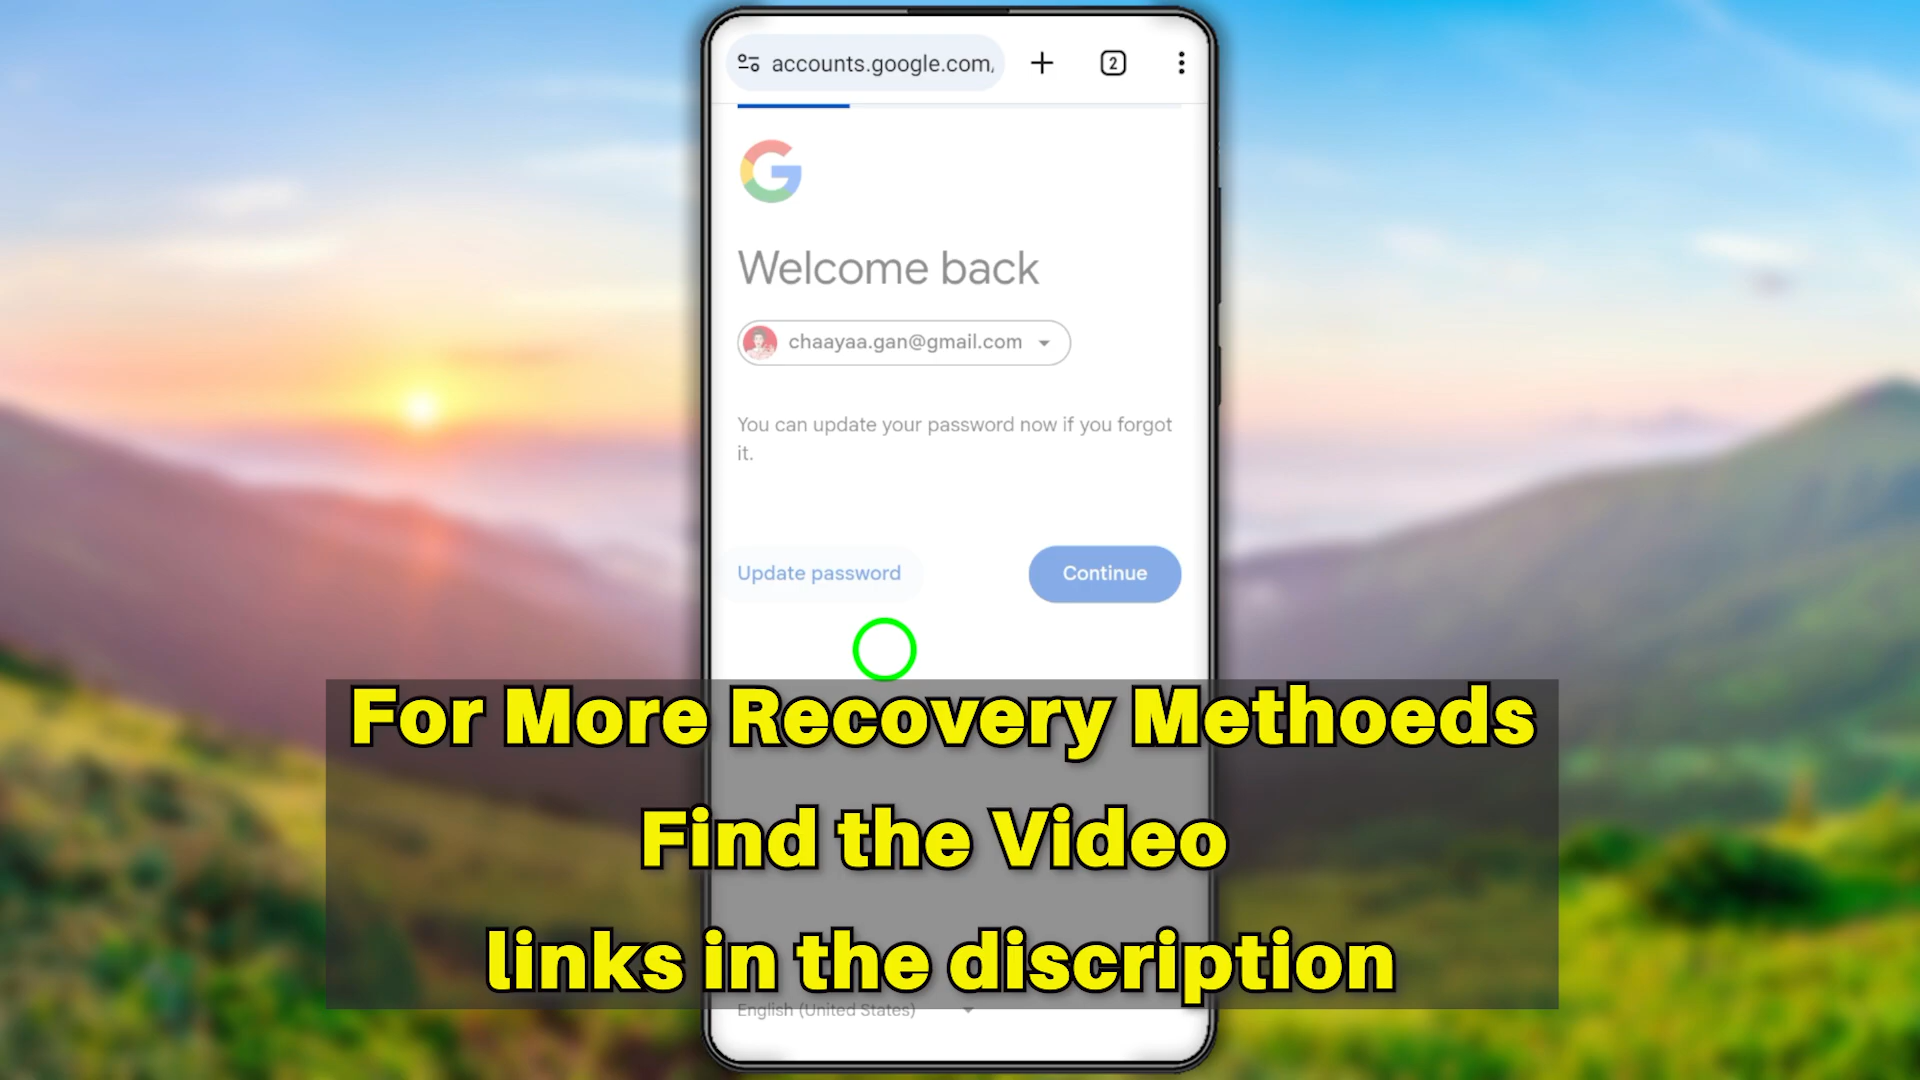 accounts.google.com/
2
G
Welcome back
chaayaa.gan@gmail.com
You can update your password now if you forgot
it.
Update password
Continue
For More Recovery Methoeds
Find the Video
links in the discription
English (United States)